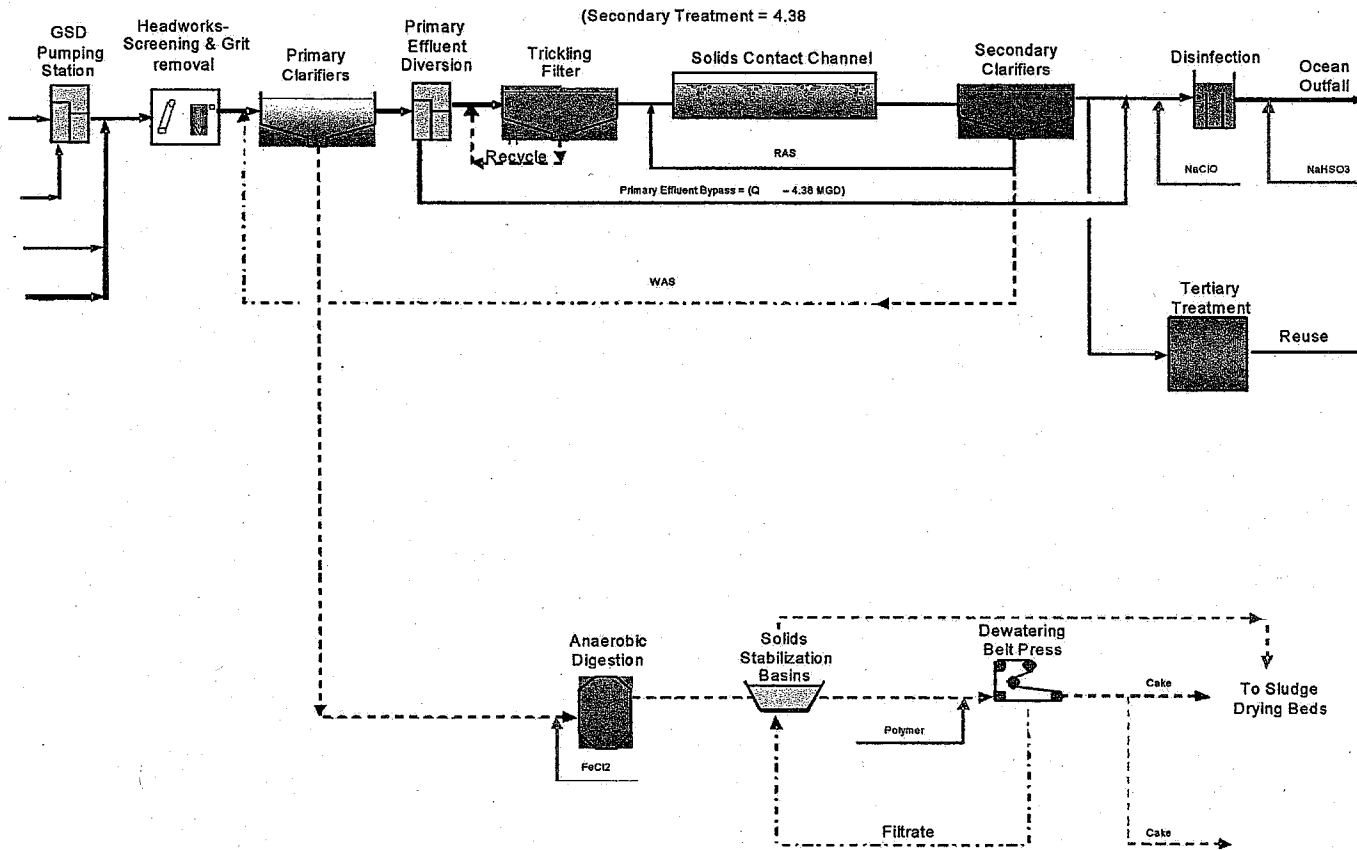 (Secondary Treatment = 4.38
GSD
Pumping
Station
Headworks-
Screening & Grit
removal
Primary
Clarifiers
Primary
Effluent
Diversion
Trickling
Filter
Solids Contact Channel
Secondary
Clarifiers
Disinfection
Ocean
Outfall
Recycle
RAS
NaClO
NaHSO3
Primary Effluent Bypass = (Q – 4.38 MGD)
WAS
Tertiary
Treatment
Reuse
Anaerobic
Digestion
Solids
Stabilization
Basins
Dewatering
Belt Press
Cake
To Sludge
Drying Beds
Polymer
FeCl2
Filtrate
Cake